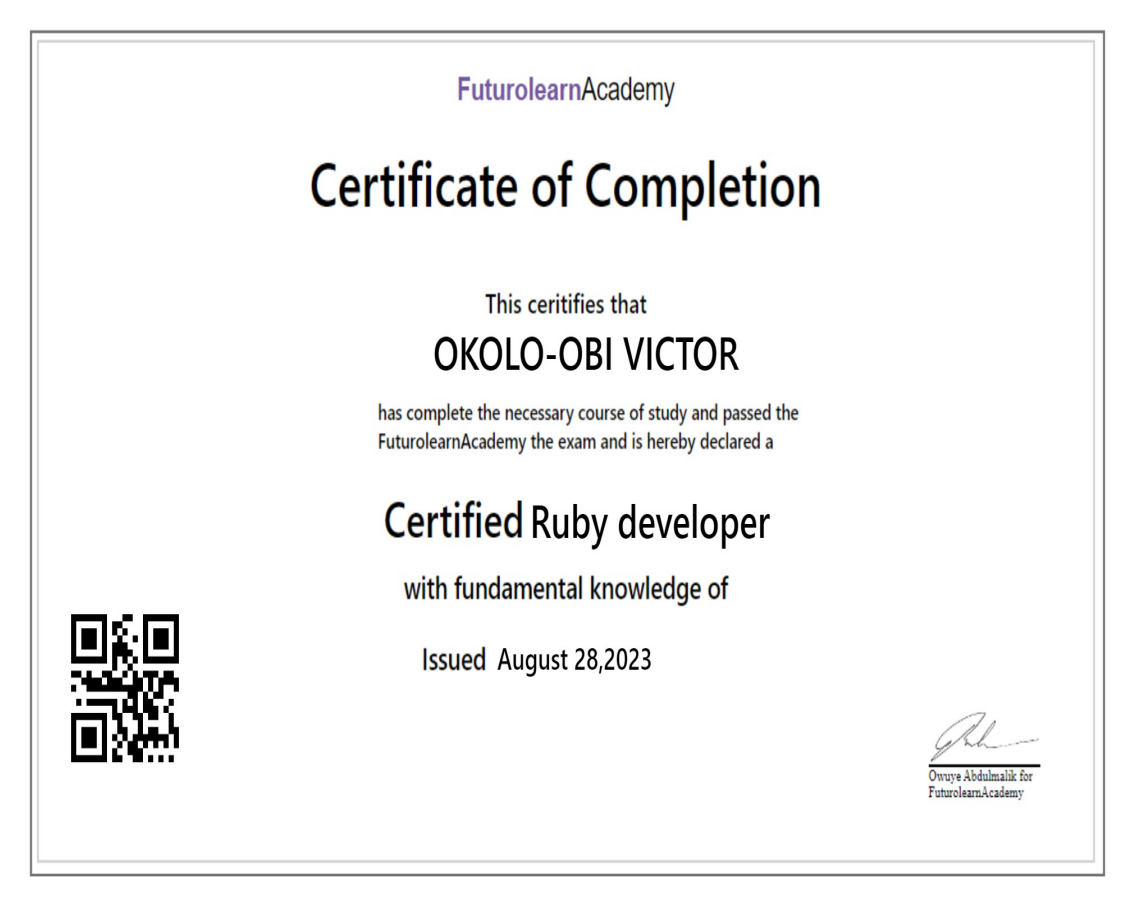 FuturolearnAcademy
Certificate of Completion
This ceritifies that
OKOLO-OBI VICTOR
has complete the necessary course of study and passed the
FuturolearnAcademy the exam and is hereby declared a
Certified Ruby developer
with fundamental knowledge of
Issued August 28,2023
Owuye Abdulmalik for
FuturolearnAcademy